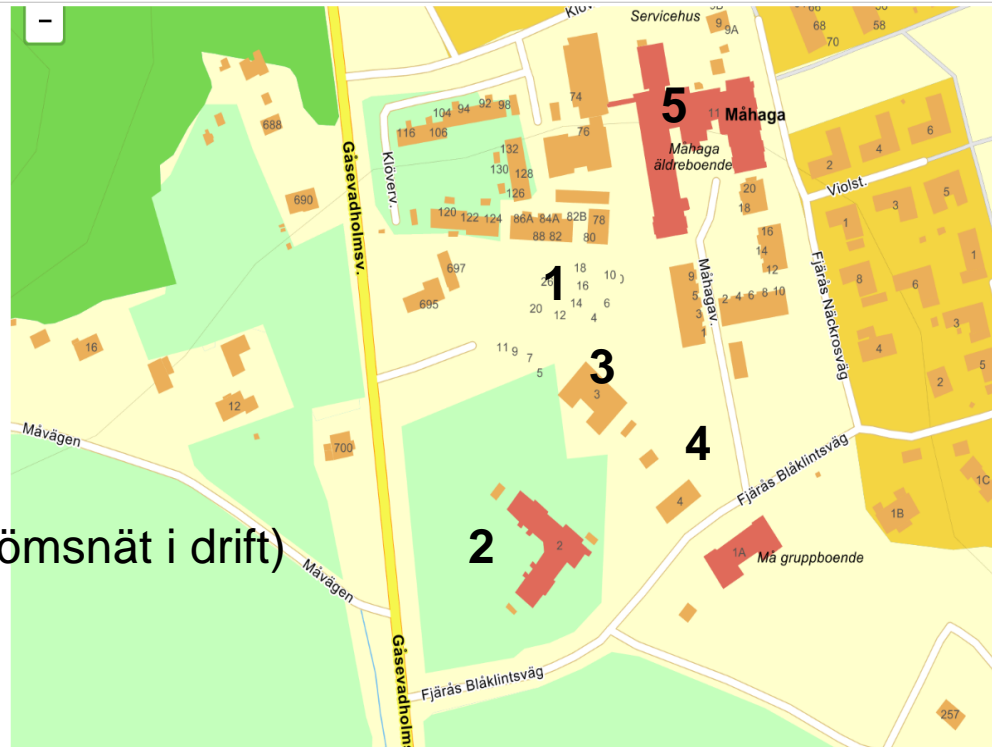 –
Klöve
Servicehus
9B
9
9A
66
68
70
58
688
690
104 94 92 98
116 106
74
76
5
11 Måhaga
Måhaga
äldreboende
132
130 128
126
Klöverv.
Gåsevadholmsv.
120 122 124
86A 84A 82B 78
88 82 80
20
18
16
14
12
2 4 6
Violst.
1 3 5
697
695
1
26 18 10
16
20 14 6
12 4
9
5
3
1
2 4 6 8 10
Måhagav.
Fjärås Näckrosväg
8 6 1
3
4 5
2
11 9 7
5
3
3
16
12
700
Måvägen
4
4
Fjärås Blåklintsväg
1C
1B
ömsnät i drift)
2
2
1A
Må gruppboende
Måvägen
Gåsevadholms
Fjärås Blåklintsväg
257